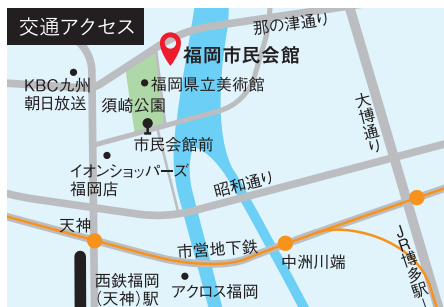 交通アクセス
那の津通り
福岡市民会館
KBC九州
朝日放送
福岡県立美術館
須崎公園
大博通り
市民会館前
イオンショッパーズ
福岡店
昭和通り
天神
市営地下鉄
中洲川端
JR博多駅
西鉄福岡
(天神)駅
アクロス福岡